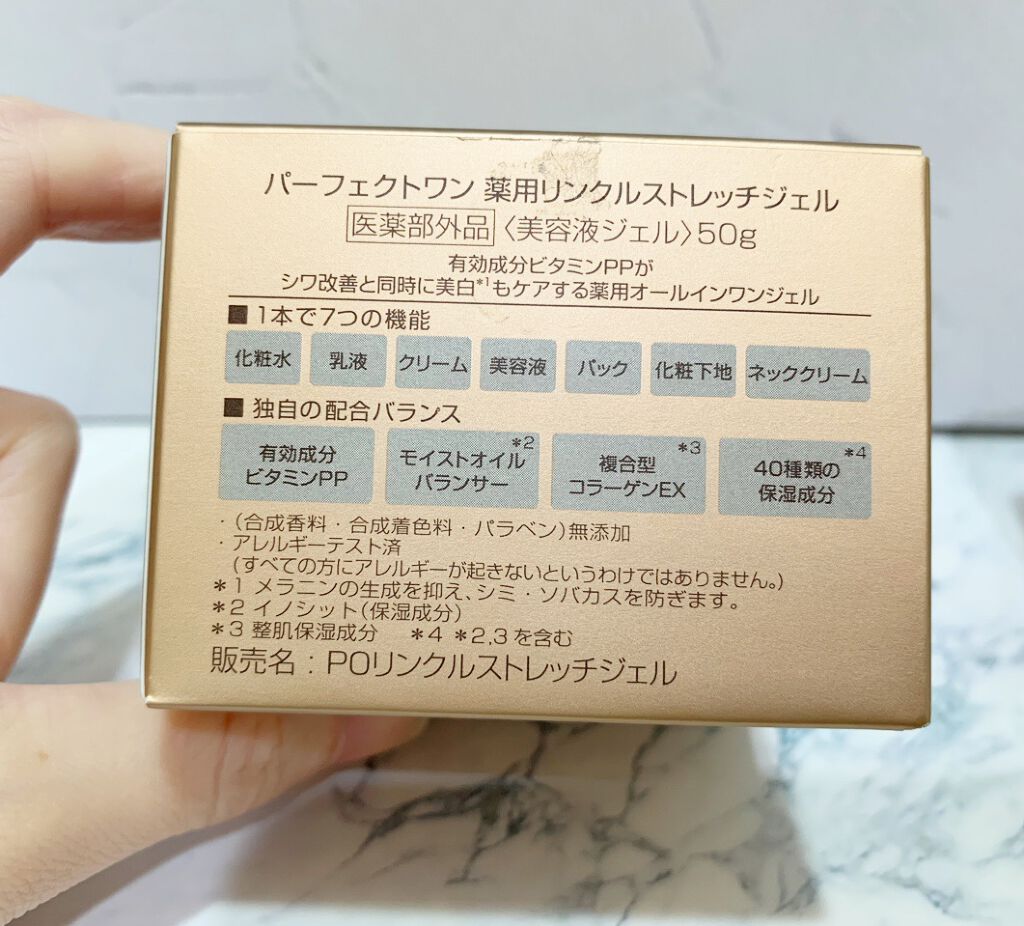 パーフェクトワン 薬用リンクルストレッチジェル
医薬部外品〈美容液ジェル〉50g
有効成分ビタミンPPが
シワ改善と同時に美白*1もケアする薬用オールインワンジェル
■ 1本で7つの機能
化粧水 乳液 クリーム 美容液 パック 化粧下地 ネッククリーム
■ 独自の配合バランス
有効成分
ビタミンPP
*2
モイストオイル
バランサー
*3
複合型
コラーゲンEX
*4
40種類の
保湿成分
・(合成香料・合成着色料・パラベン)無添加
・アレルギーテスト済
(すべての方にアレルギーが起きないというわけではありません。)
*1 メラニンの生成を抑え、シミ・ソバカスを防ぎます。
*2 イノシット(保湿成分)
*3 整肌保湿成分 *4 *2,3を含む
販売名：POリンクルストレッチジェル